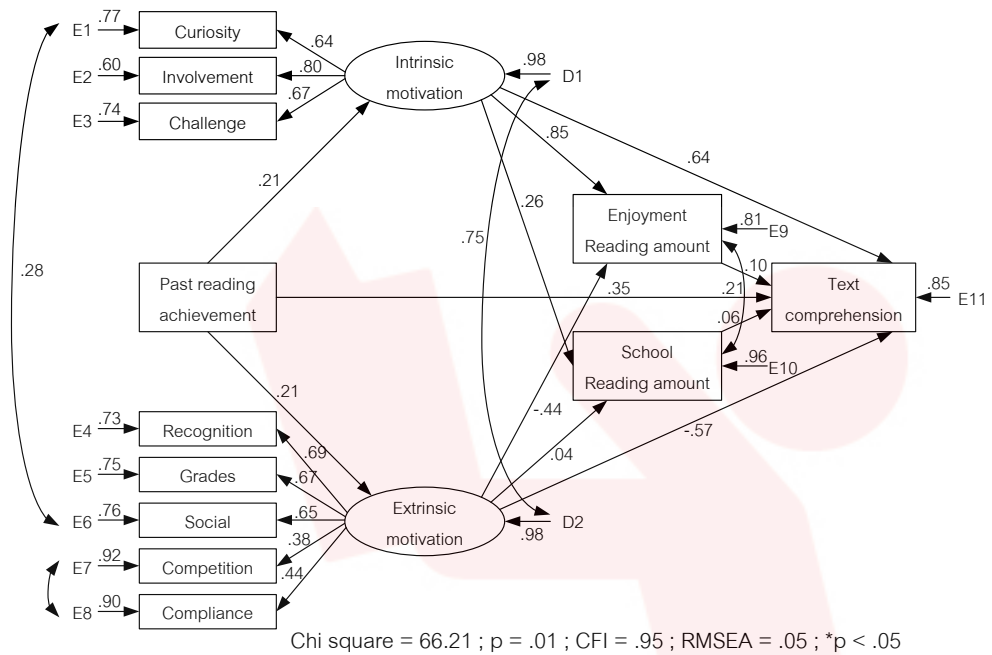 .77
E1
Curiosity
.64
.60
E2
Involvement
.80
.74
E3
Challenge
.67
Intrinsic
motivation
.98
D1
.85
.64
.26
.21
.75
.28
Enjoyment
Reading amount
.81
E9
.10
Past reading
achievement
.35
.21
Text
comprehension
.85
E11
.06
School
Reading amount
.96
E10
.21
-.44
.04
-.57
.73
E4
Recognition
.69
.75
E5
Grades
.67
.76
E6
Social
.65
.92
E7
Competition
.38
.90
E8
Compliance
.44
Extrinsic
motivation
.98
D2
Chi square = 66.21 ; p = .01 ; CFI = .95 ; RMSEA = .05 ; *p < .05